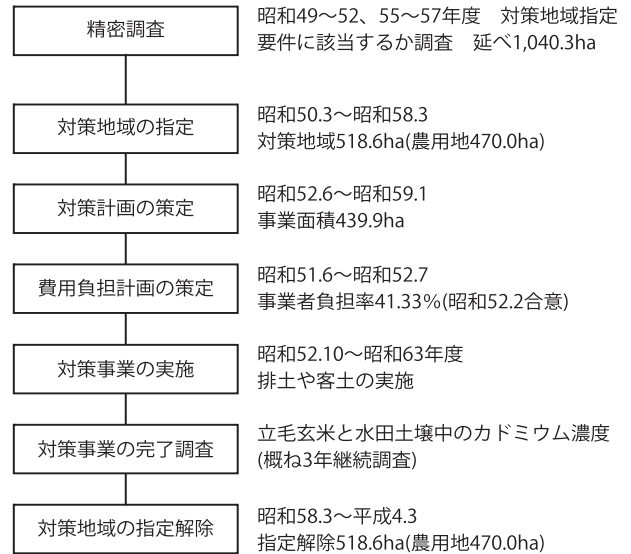 精密調査
昭和49～52、55～57年度　対策地域指定
要件に該当するか調査　延べ1,040.3ha
対策地域の指定
昭和50.3～昭和58.3
対策地域518.6ha(農用地470.0ha)
対策計画の策定
昭和52.6～昭和59.1
事業面積439.9ha
費用負担計画の策定
昭和51.6～昭和52.7
事業者負担率41.33%(昭和52.2合意)
対策事業の実施
昭和52.10～昭和63年度
排土や客土の実施
対策事業の完了調査
立毛玄米と水田土壌中のカドミウム濃度
(概ね3年継続調査)
対策地域の指定解除
昭和58.3～平成4.3
指定解除518.6ha(農用地470.0ha)